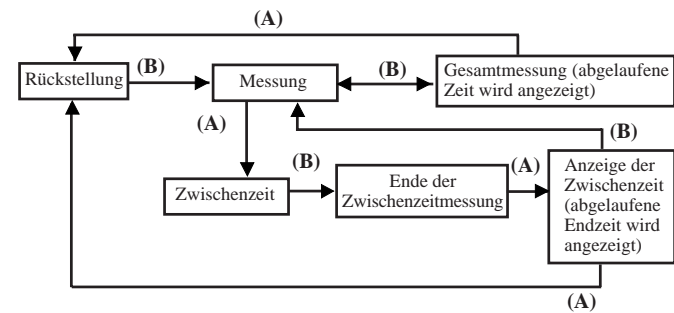 (A)
Rückstellung
(B)
Messung
(B)
Gesamtmessung (abgelaufene
Zeit wird angezeigt)
(A)
(B)
Zwischenzeit
(B)
Ende der
Zwischenzeitmessung
(A)
Anzeige der
Zwischenzeit
(abgelaufene
Endzeit wird
angezeigt)
(A)